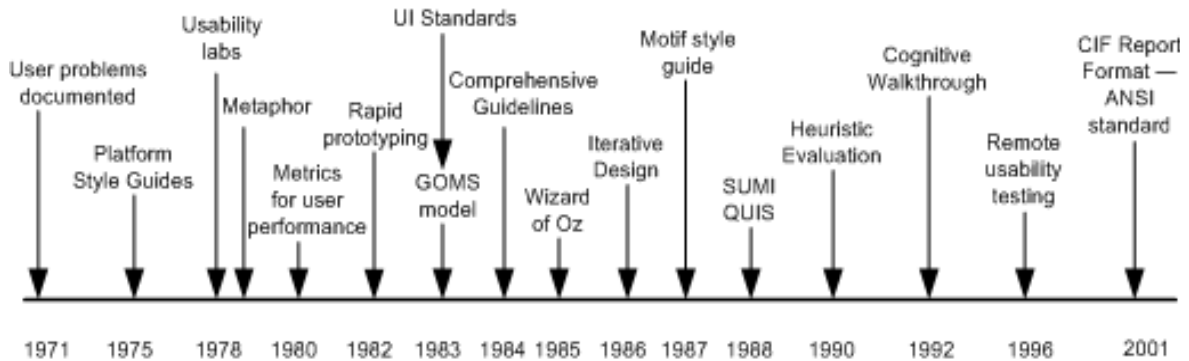 User problems
documented
Platform
Style Guides
Usability
labs
Metaphor
Metrics
for user
performance
Rapid
prototyping
UI Standards
GOMS
model
Comprehensive
Guidelines
Wizard
of Oz
Iterative
Design
Motif style
guide
SUMI
QUIS
Heuristic
Evaluation
Cognitive
Walkthrough
Remote
usability
testing
CIF Report
Format —
ANSI
standard
1971 1975 1978 1980 1982 1983 1984 1985 1986 1987 1988 1990 1992 1996 2001